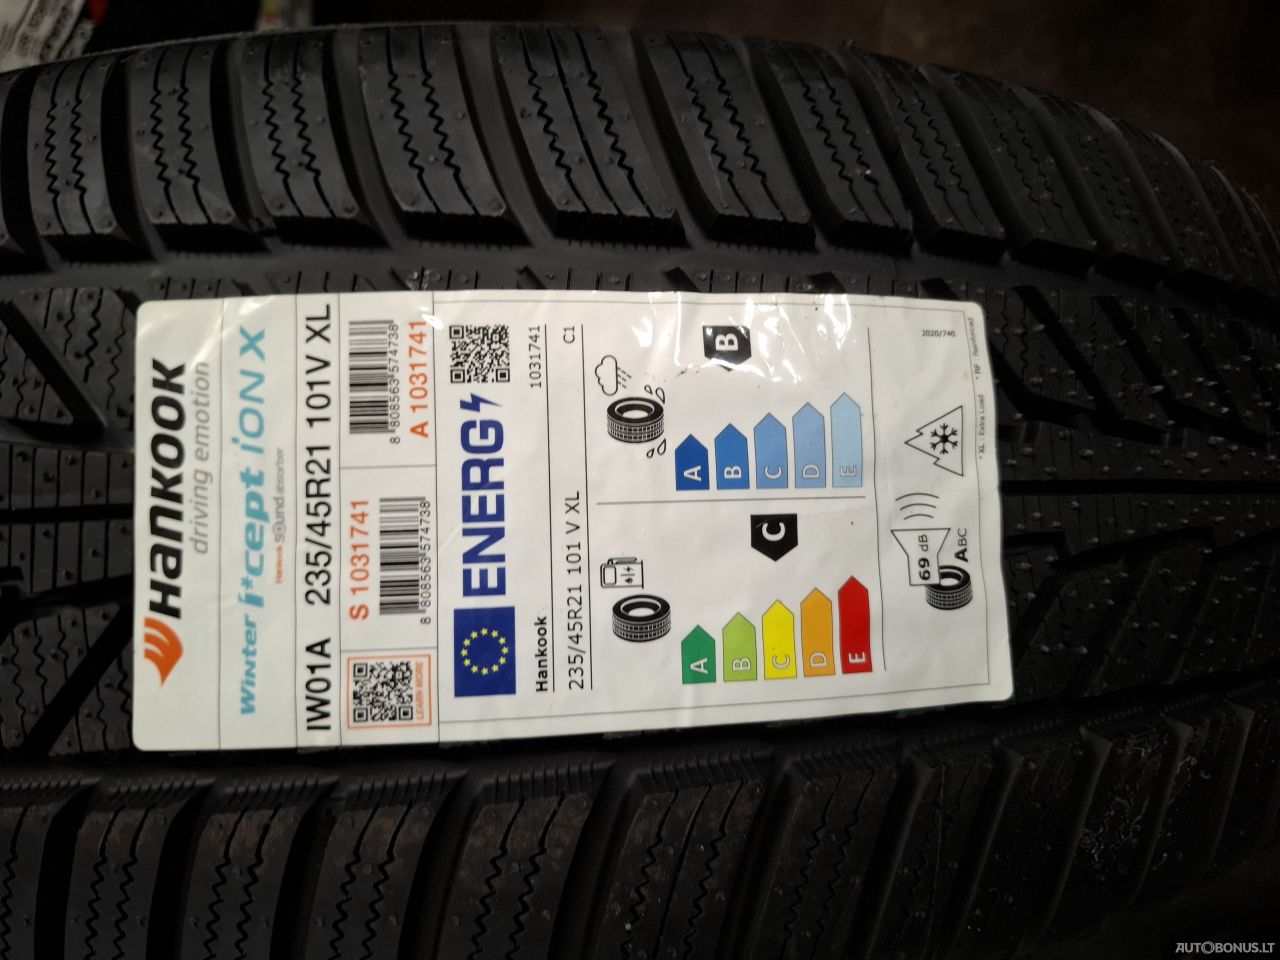 Hankook
driving emotion
Winter i*cept iON X
Hankook Sound absorber
IW01A 235/45R21 101V XL
S 1031741
8 808563 574738
8 808563 574738
A 1031741
LEARN MORE
ENERG
Hankook 1031741
235/45R21 101 V XL C1
A
B
C
D
E
C
A
B
C
D
E
B
69 dB
ABC
2020/740
* XL : Extra Load * RF : Reinforced
AUTOBONUS.LT